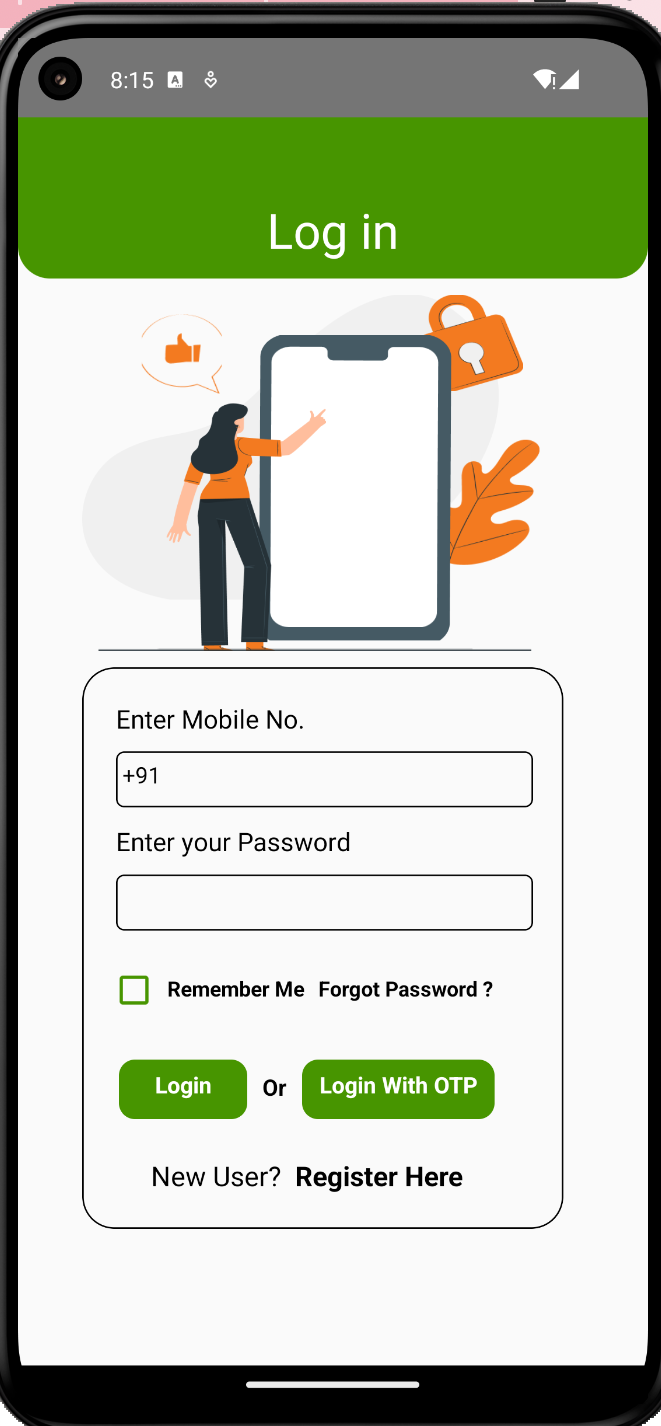 8:15
Log in
Enter Mobile No.
+91
Enter your Password
Remember Me Forgot Password ?
Login Or Login With OTP
New User? Register Here